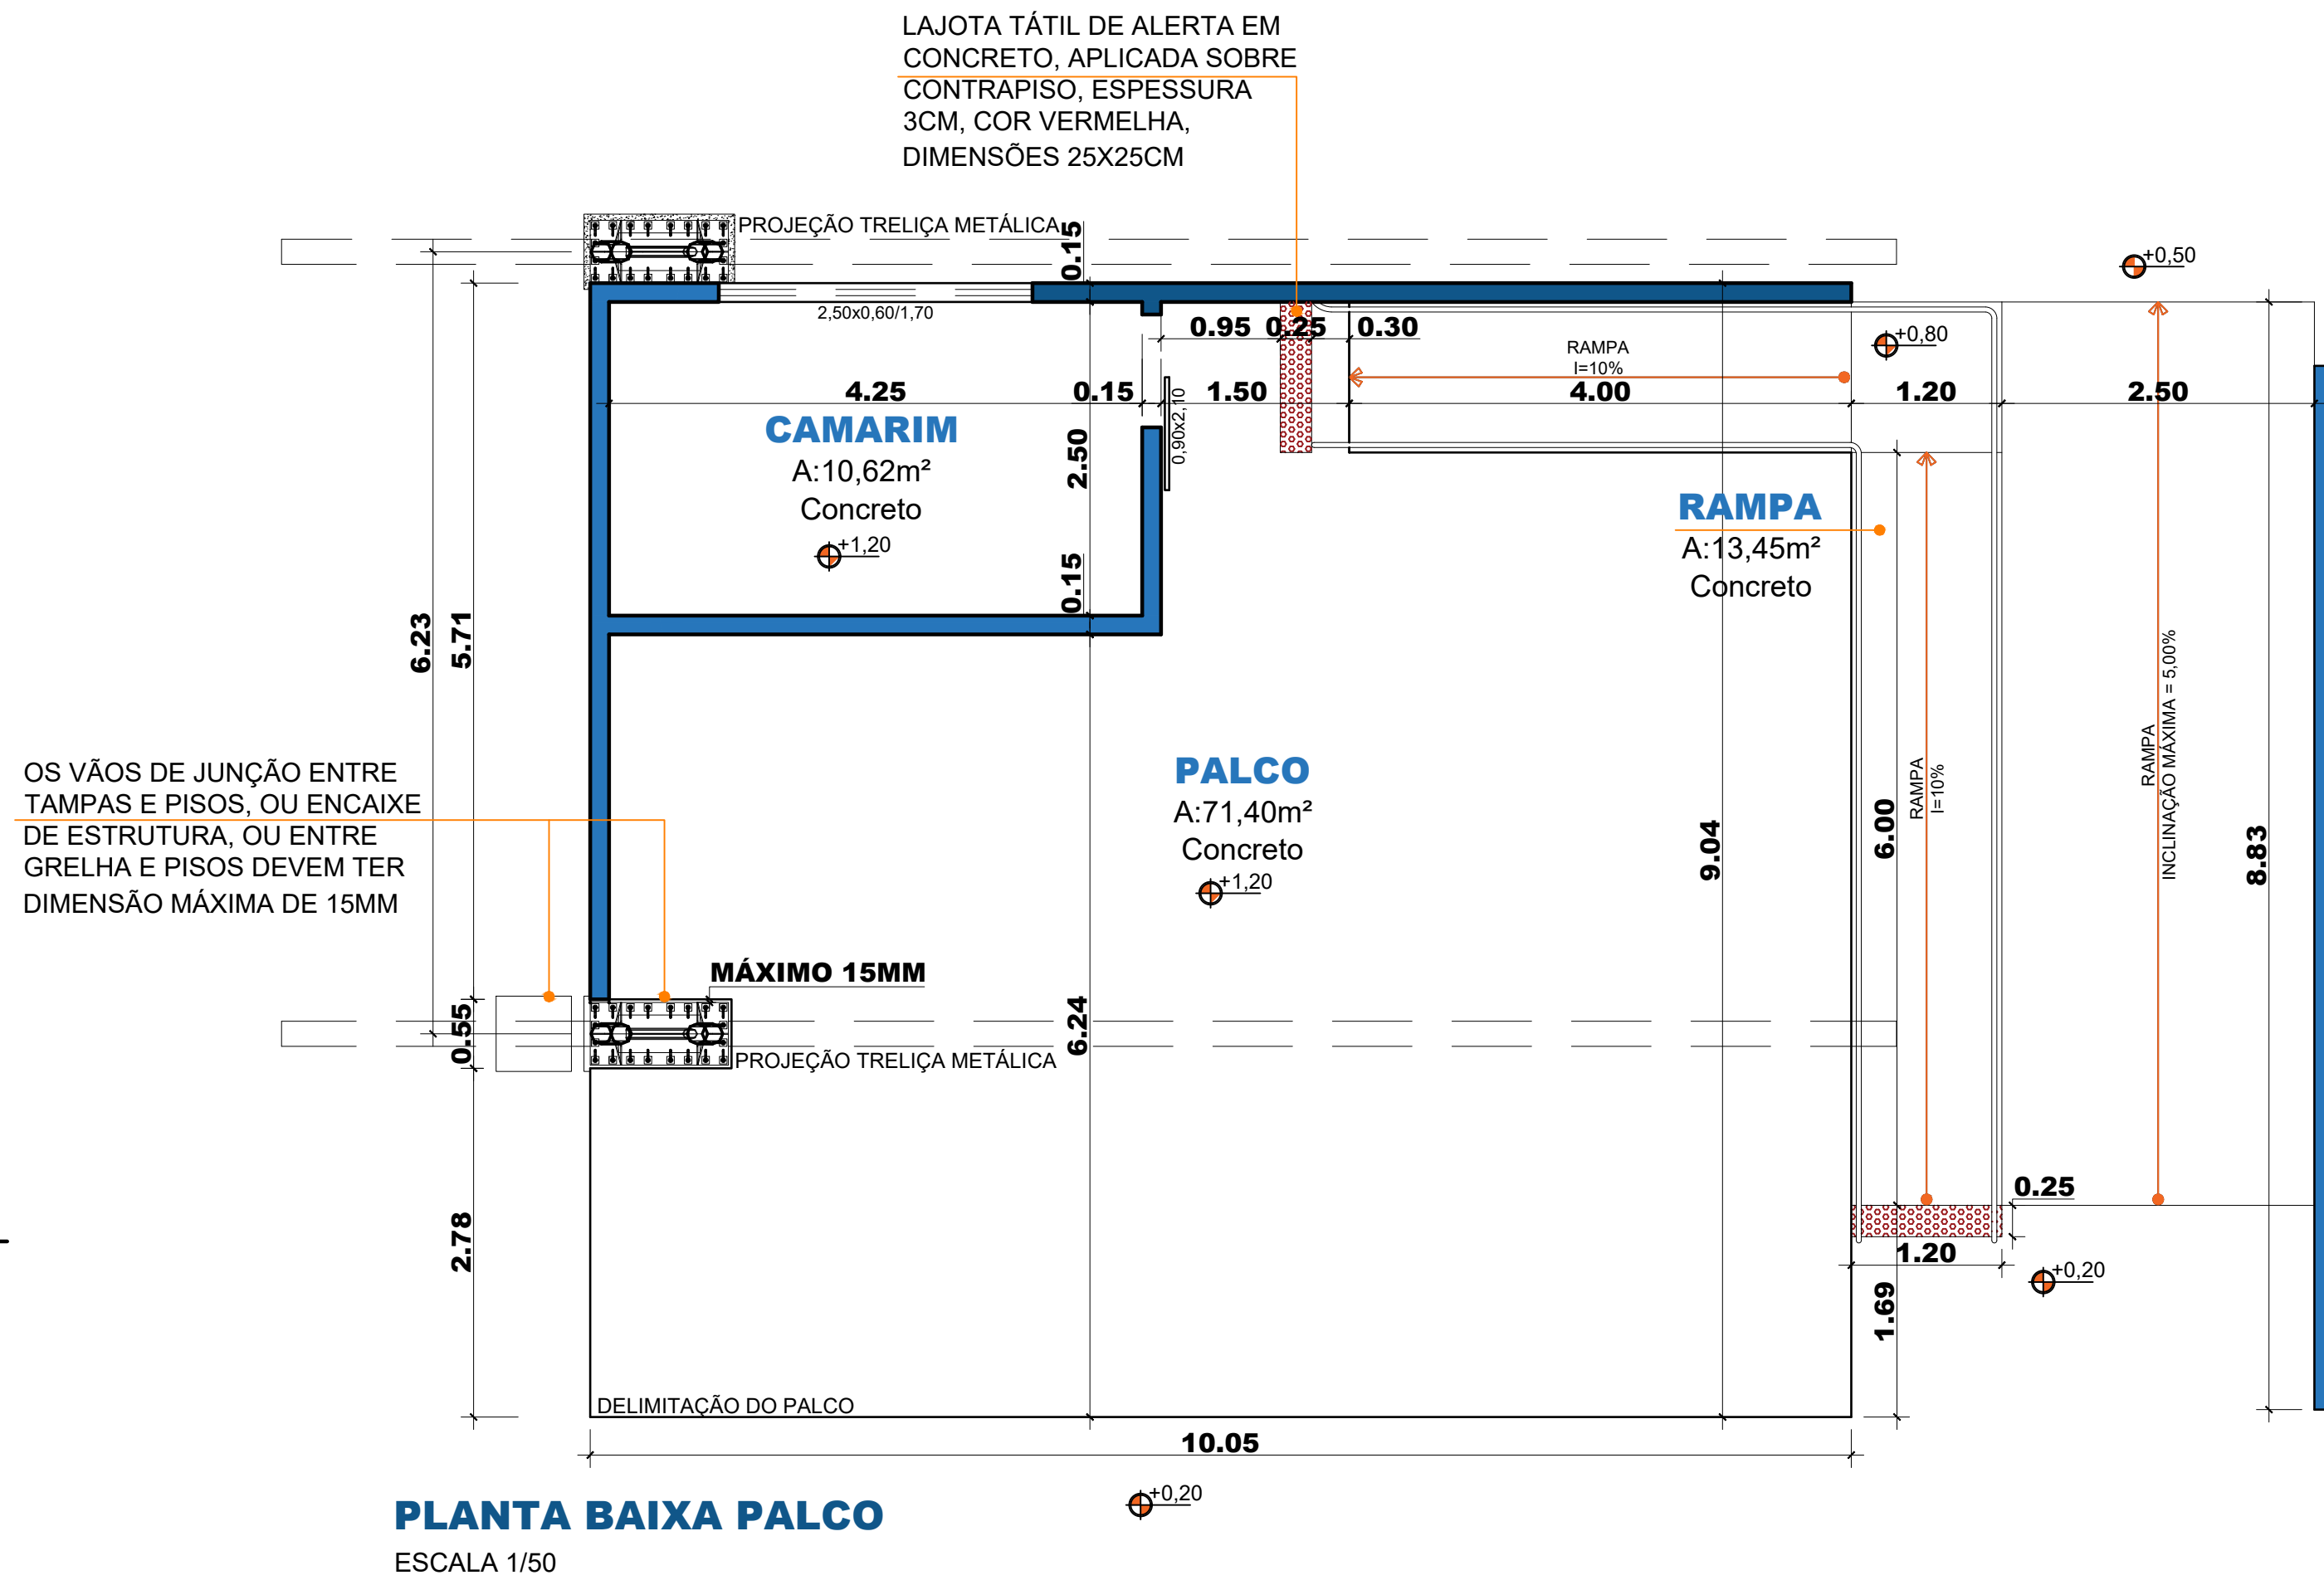 LAJOTA TÁTIL DE ALERTA EM
CONCRETO, APLICADA SOBRE
CONTRAPISO, ESPESSURA
3CM, COR VERMELHA,
DIMENSÕES 25X25CM
PROJEÇÃO TRELIÇA METÁLICA
0.15
+0,50
2,50x0,60/1,70
0.95
0.25
0.30
+0,80
RAMPA
I=10%
4.25
0.15
1.50
4.00
1.20
2.50
0,90x2,10
CAMARIM
A:10,62m²
Concreto
+1,20
2.50
0.15
RAMPA
A:13,45m²
Concreto
6.23
5.71
RAMPA
INCLINAÇÃO MÁXIMA = 5,00%
RAMPA
I=10%
OS VÃOS DE JUNÇÃO ENTRE
TAMPAS E PISOS, OU ENCAIXE
DE ESTRUTURA, OU ENTRE
GRELHA E PISOS DEVEM TER
DIMENSÃO MÁXIMA DE 15MM
PALCO
A:71,40m²
Concreto
+1,20
9.04
6.00
8.83
MÁXIMO 15MM
0.55
6.24
PROJEÇÃO TRELIÇA METÁLICA
0.25
2.78
1.20
+0,20
1.69
DELIMITAÇÃO DO PALCO
10.05
+0,20
PLANTA BAIXA PALCO
ESCALA 1/50